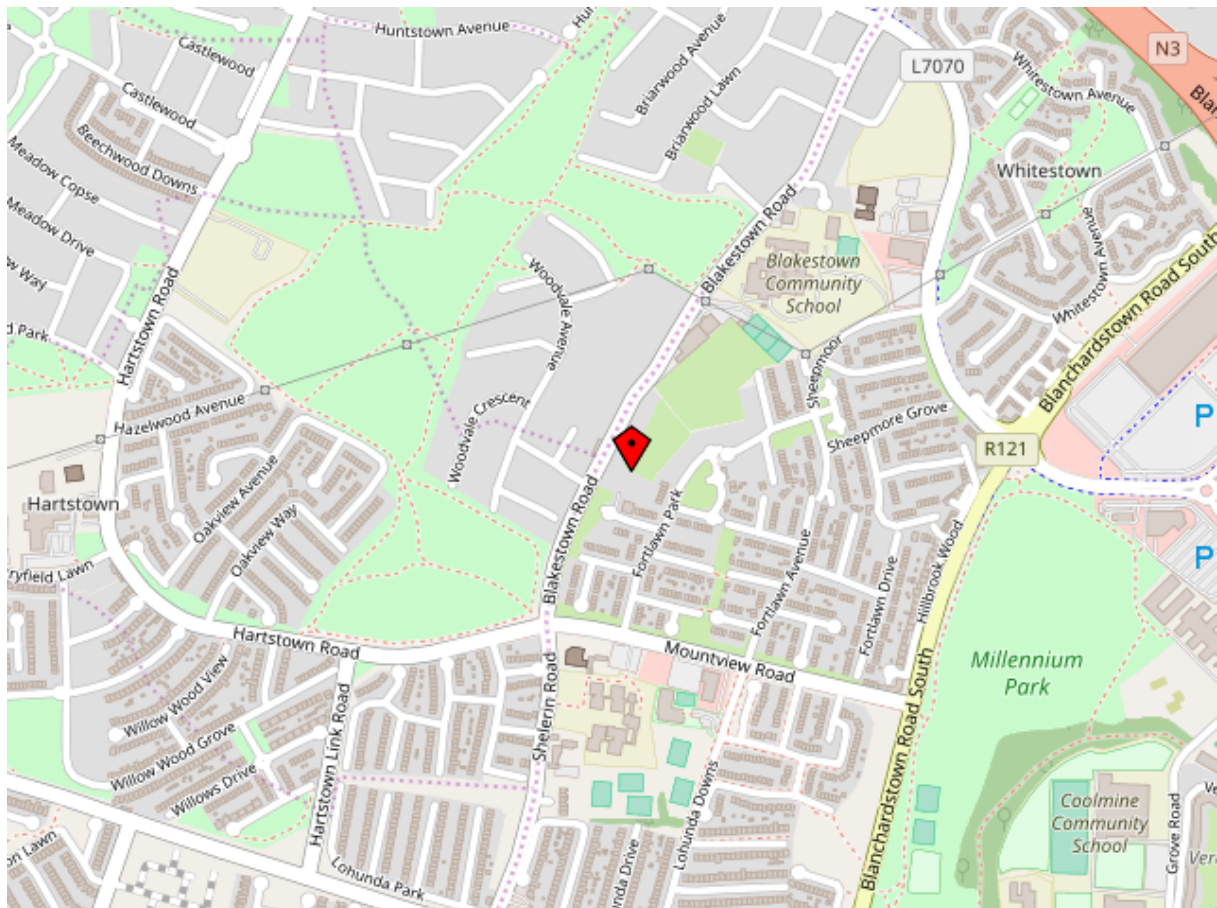 Huntstown Avenue
Castlewood
Castlewood
Beechwood Downs
Meadow Copse
Meadow Drive
Hartstown Road
Briarwood Avenue
Briarwood Lawn
L7070
N3
Whitestown Avenue
Whitestown
Whitestown Avenue
Whitestown Avenue
Blakestown Road
Blakestown
Community
School
Woodvale Avenue
Woodvale Crescent
Sheepmoor
Sheepmore Grove
Blanchardstown Road South
R121
P
P
Hazelwood Avenue
Hartstown
Oakview Avenue
Oakview Way
Blakestown Road
Fortlawn Park
Fortlawn Avenue
Fortlawn Drive
Hillbrook Wood
Hartstown Road
Mountview Road
Millennium
Park
Willow Wood View
Willow Wood Grove
Willows Drive
Hartstown Link Road
Shelerin Road
Lohunda Downs
Lohunda Park
Blanchardstown Road South
Coolmine
Community
School
Grove Road